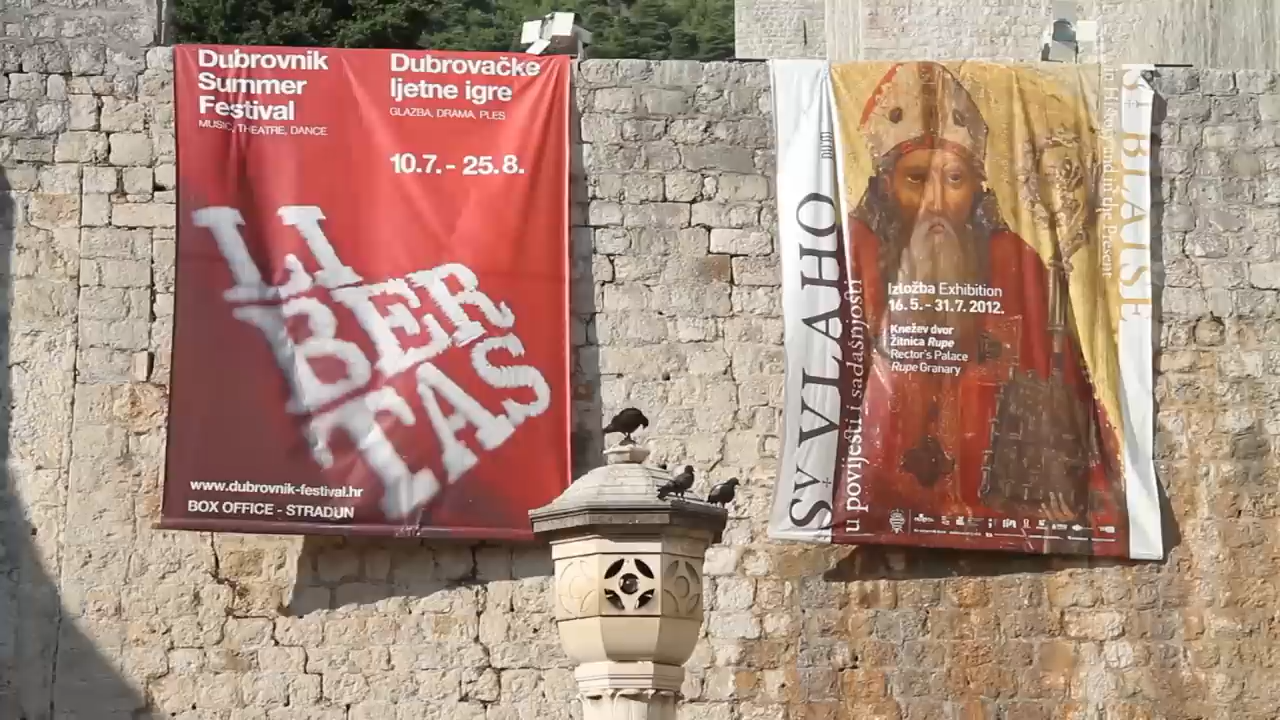 Dubrovnik
Summer
Festival
MUSIC, THEATRE, DANCE
Dubrovačke
ljetne igre
GLAZBA, DRAMA, PLES
10.7. - 25.8.
LI
BER
TAS
www.dubrovnik-festival.hr
BOX OFFICE - STRADUN
SV VLAHO
u povijesti i sadašnjosti
Izložba Exhibition
16.5. - 31.7. 2012.
Knežev dvor
Žitnica Rupe
Rector's Palace
Rupe Granary
ST BLAISE
in History and in the Present